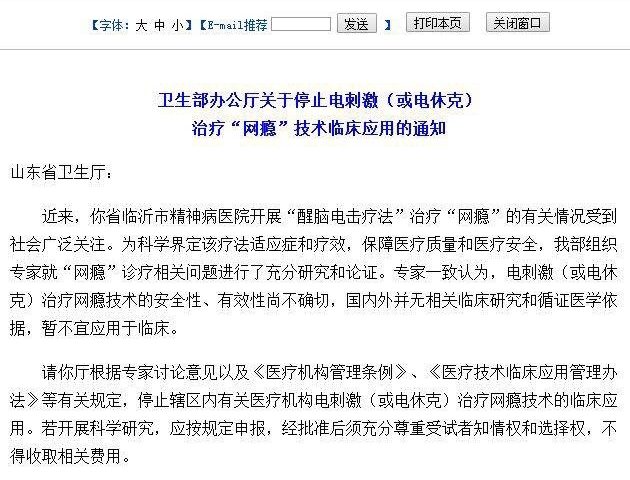 【字体：大 中 小】【E-mail推荐 发送 】 打印本页 关闭窗口
卫生部办公厅关于停止电刺激（或电休克）
治疗“网瘾”技术临床应用的通知
山东省卫生厅：
近来，你省临沂市精神病医院开展“醒脑电击疗法”治疗“网瘾”的有关情况受到
社会广泛关注。为科学界定该疗法适应症和疗效，保障医疗质量和医疗安全，我部组织
专家就“网瘾”诊疗相关问题进行了充分研究和论证。专家一致认为，电刺激（或电休
克）治疗网瘾技术的安全性、有效性尚不确切，国内外并无相关临床研究和循证医学依
据，暂不宜应用于临床。
请你厅根据专家讨论意见以及《医疗机构管理条例》、《医疗技术临床应用管理办
法》等有关规定，停止辖区内有关医疗机构电刺激（或电休克）治疗网瘾技术的临床应
用。若开展科学研究，应按规定申报，经批准后须充分尊重受试者知情权和选择权，不
得收取相关费用。